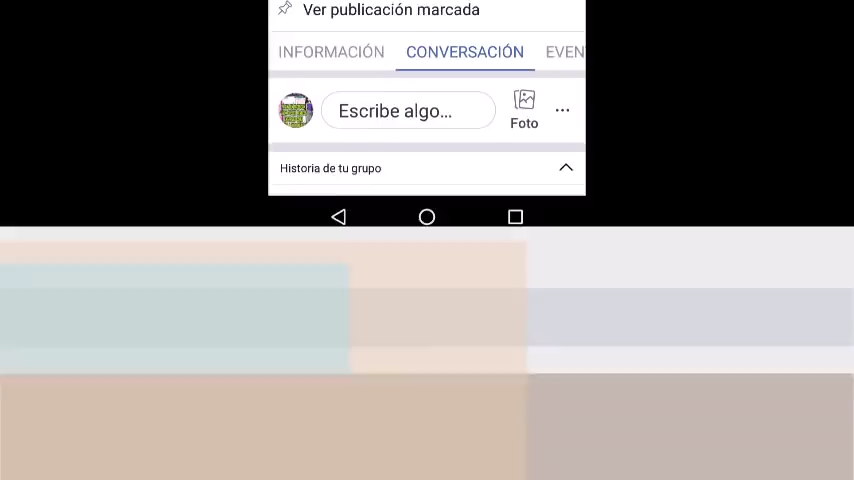 Ver publicación marcada
INFORMACIÓN CONVERSACIÓN EVEN
Escribe algo...
Foto
Historia de tu grupo